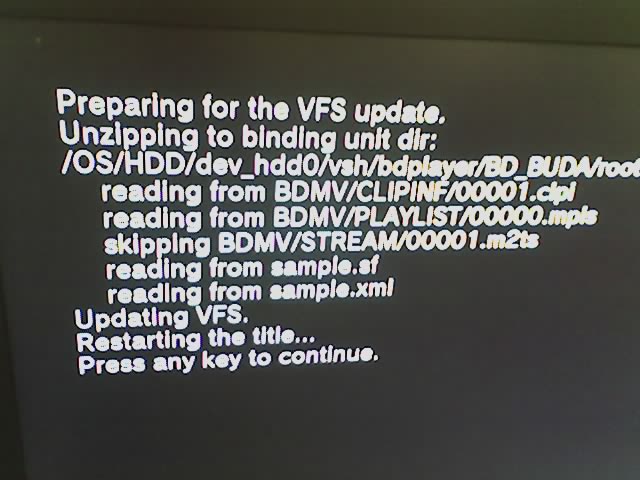 Preparing for the VFS update.
Unzipping to binding unit dir:
/OS/HDD/dev_hdd0/vsh/bdplayer/BD_BUDA/root
reading from BDMV/CLIPINF/00001.clpi
reading from BDMV/PLAYLIST/00000.mpls
skipping BDMV/STREAM/00001.m2ts
reading from sample.sf
reading from sample.xml
Updating VFS.
Restarting the title...
Press any key to continue.